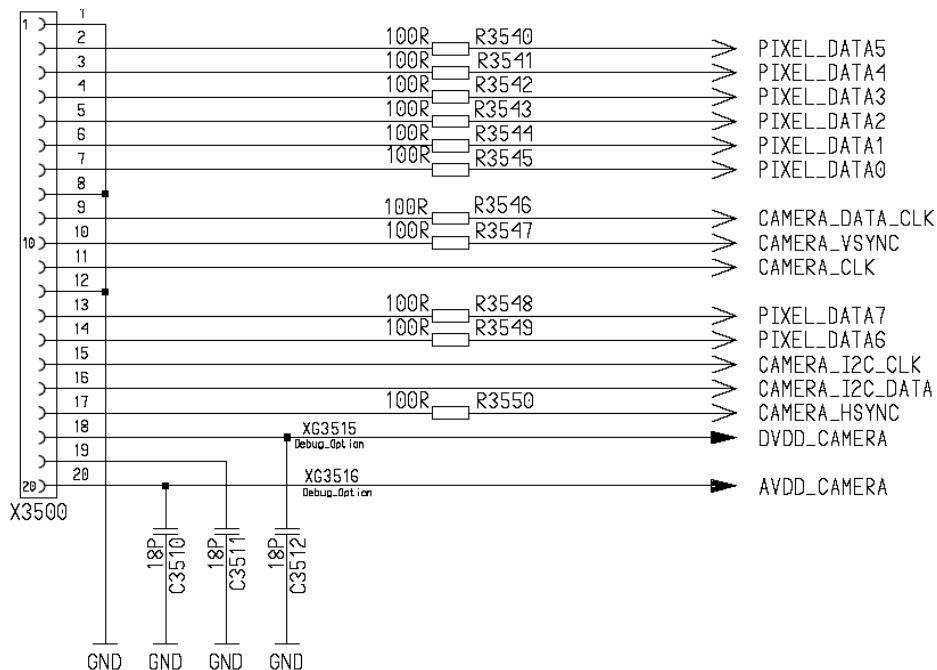 1 1
2 100R R3540 PIXEL_DATA5
3 100R R3541 PIXEL_DATA4
4 100R R3542 PIXEL_DATA3
5 100R R3543 PIXEL_DATA2
6 100R R3544 PIXEL_DATA1
7 100R R3545 PIXEL_DATA0
8
9 100R R3546 CAMERA_DATA_CLK
10 10 100R R3547 CAMERA_VSYNC
11 CAMERA_CLK
12
13 100R R3548 PIXEL_DATA7
14 100R R3549 PIXEL_DATA6
15 CAMERA_I2C_CLK
16 CAMERA_I2C_DATA
17 100R R3550 CAMERA_HSYNC
18 XG3515 DVDD_CAMERA
Debug_Option
19
20 20 XG3516 AVDD_CAMERA
Debug_Option
X3500
18P C3510 18P C3511 18P C3512
GND GND GND GND